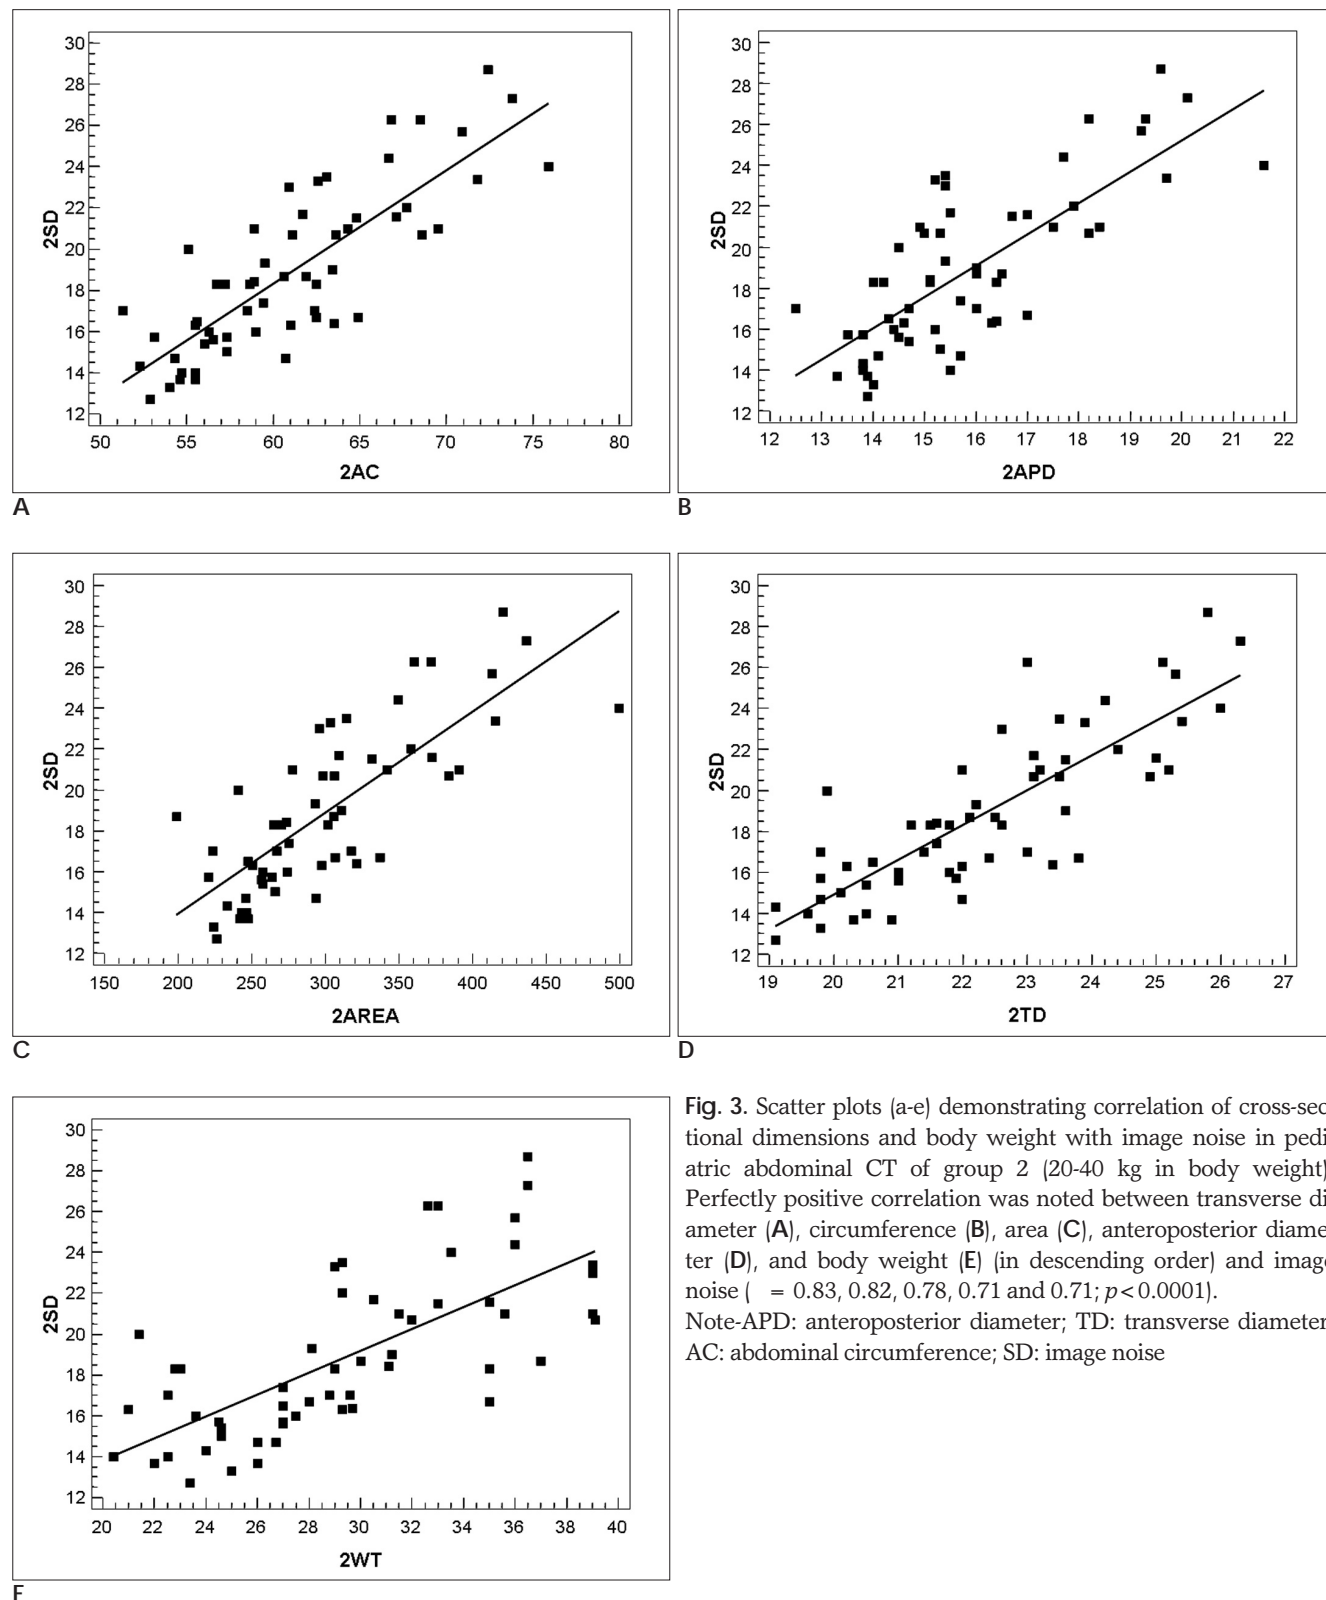 30
28
26
24
22
20
18
16
14
12
2SD
50 55 60 65 70 75 80
2AC
A
30
28
26
24
22
20
18
16
14
12
2SD
12 13 14 15 16 17 18 19 20 21 22
2APD
B
30
28
26
24
22
20
18
16
14
12
2SD
150 200 250 300 350 400 450 500
2AREA
C
30
28
26
24
22
20
18
16
14
12
2SD
19 20 21 22 23 24 25 26 27
2TD
D
30
28
26
24
22
20
18
16
14
12
2SD
20 22 24 26 28 30 32 34 36 38 40
2WT
Fig. 3. Scatter plots (a-e) demonstrating correlation of cross-sec
tional dimensions and body weight with image noise in pedi
atric abdominal CT of group 2 (20-40 kg in body weight)
Perfectly positive correlation was noted between transverse di
ameter (A), circumference (B), area (C), anteroposterior diame
ter (D), and body weight (E) (in descending order) and image
noise ( = 0.83, 0.82, 0.78, 0.71 and 0.71; p<0.0001).
Note-APD: anteroposterior diameter; TD: transverse diameter
AC: abdominal circumference; SD: image noise